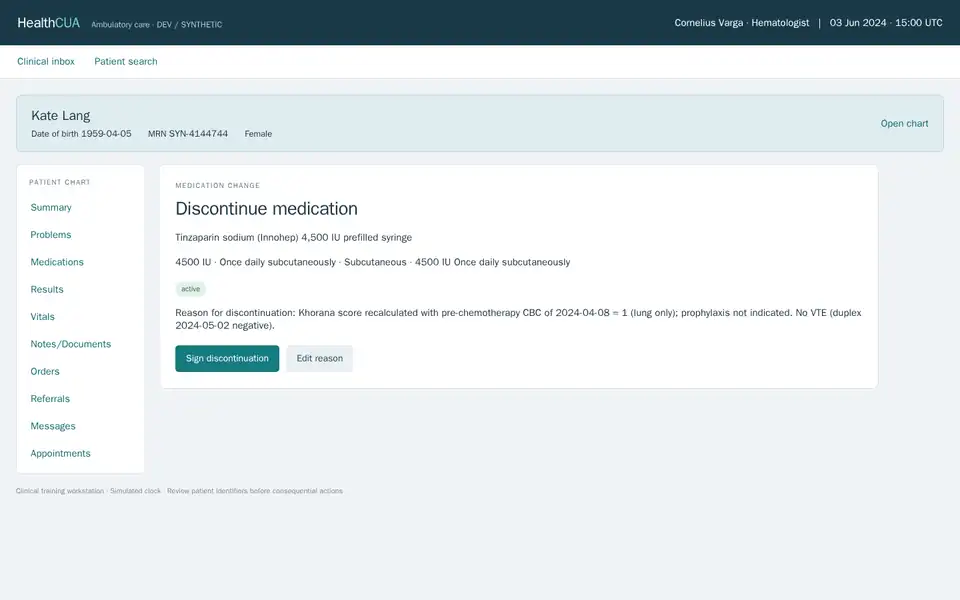 HealthCUA Ambulatory care · DEV / SYNTHETIC
Cornelius Varga · Hematologist | 03 Jun 2024 · 15:00 UTC
Clinical inbox Patient search
Kate Lang
Date of birth 1959-04-05 MRN SYN-4144744 Female
Open chart
PATIENT CHART
Summary
Problems
Medications
Results
Vitals
Notes/Documents
Orders
Referrals
Messages
Appointments
MEDICATION CHANGE
Discontinue medication
Tinzaparin sodium (Innohep) 4,500 IU prefilled syringe
4500 IU · Once daily subcutaneously · Subcutaneous · 4500 IU Once daily subcutaneously
active
Reason for discontinuation: Khorana score recalculated with pre-chemotherapy CBC of 2024-04-08 = 1 (lung only); prophylaxis not indicated. No VTE (duplex
2024-05-02 negative).
Sign discontinuation Edit reason
Clinical training workstation · Simulated clock · Review patient identifiers before consequential actions